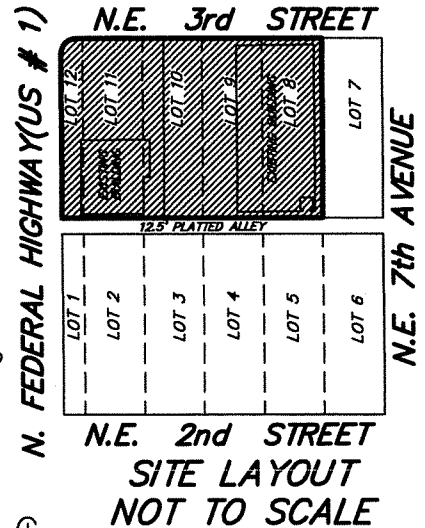 N.E. 3rd STREET
N. FEDERAL HIGHWAY(US # 1)
LOT 12
LOT 11
LOT 10
LOT 9
LOT 8
LOT 7
EXISTING BUILDING
EXISTING BUILDING
N.E. 7th AVENUE
12.5' PLATTED ALLEY
LOT 1
LOT 2
LOT 3
LOT 4
LOT 5
LOT 6
N.E. 2nd STREET
SITE LAYOUT
NOT TO SCALE